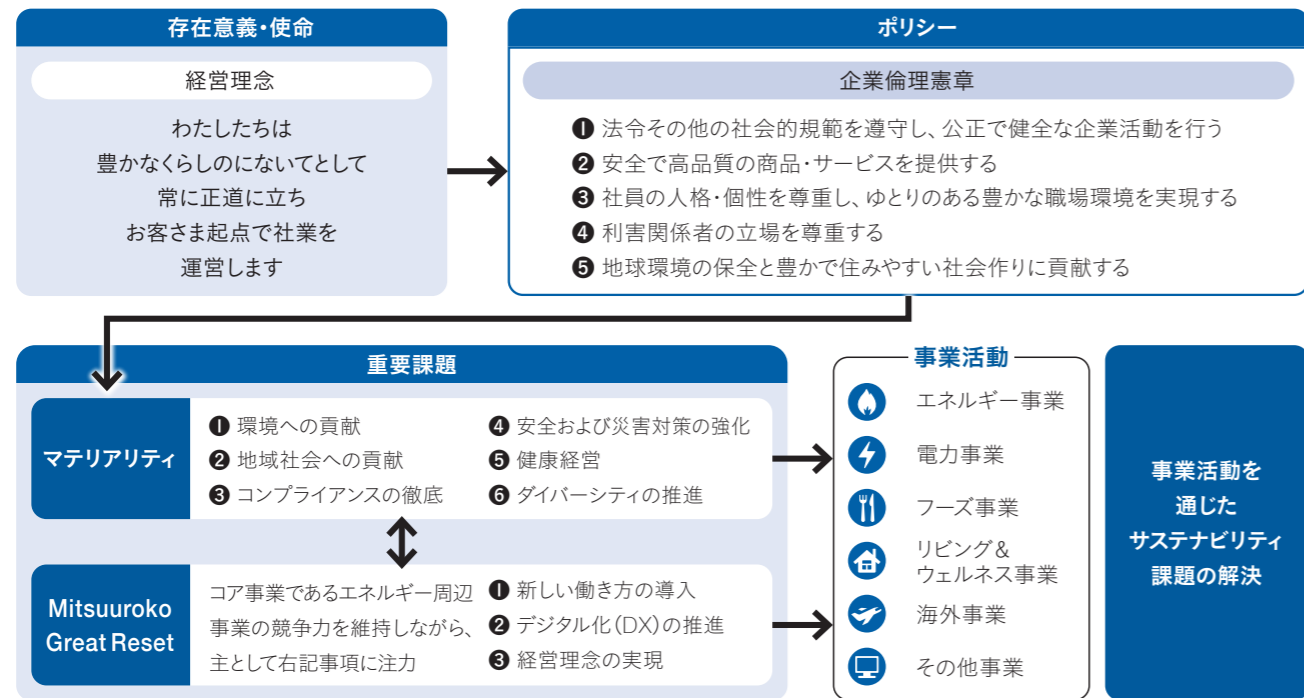 存在意義・使命
経営理念
わたしたちは
豊かなくらしのにないてとして
常に正道に立ち
お客さま起点で社業を
運営します
ポリシー
企業倫理憲章
❶ 法令その他の社会的規範を遵守し、公正で健全な企業活動を行う
❷ 安全で高品質の商品・サービスを提供する
❸ 社員の人格・個性を尊重し、ゆとりのある豊かな職場環境を実現する
❹ 利害関係者の立場を尊重する
❺ 地球環境の保全と豊かで住みやすい社会作りに貢献する
重要課題
マテリアリティ
❶ 環境への貢献
❷ 地域社会への貢献
❸ コンプライアンスの徹底
❹ 安全および災害対策の強化
❺ 健康経営
❻ ダイバーシティの推進
Mitsuuroko
Great Reset
コア事業であるエネルギー周辺
事業の競争力を維持しながら、
主として右記事項に注力
❶ 新しい働き方の導入
❷ デジタル化(DX)の推進
❸ 経営理念の実現
事業活動
エネルギー事業
電力事業
フーズ事業
リビング&
ウェルネス事業
海外事業
その他事業
事業活動を
通じた
サステナビリティ
課題の解決